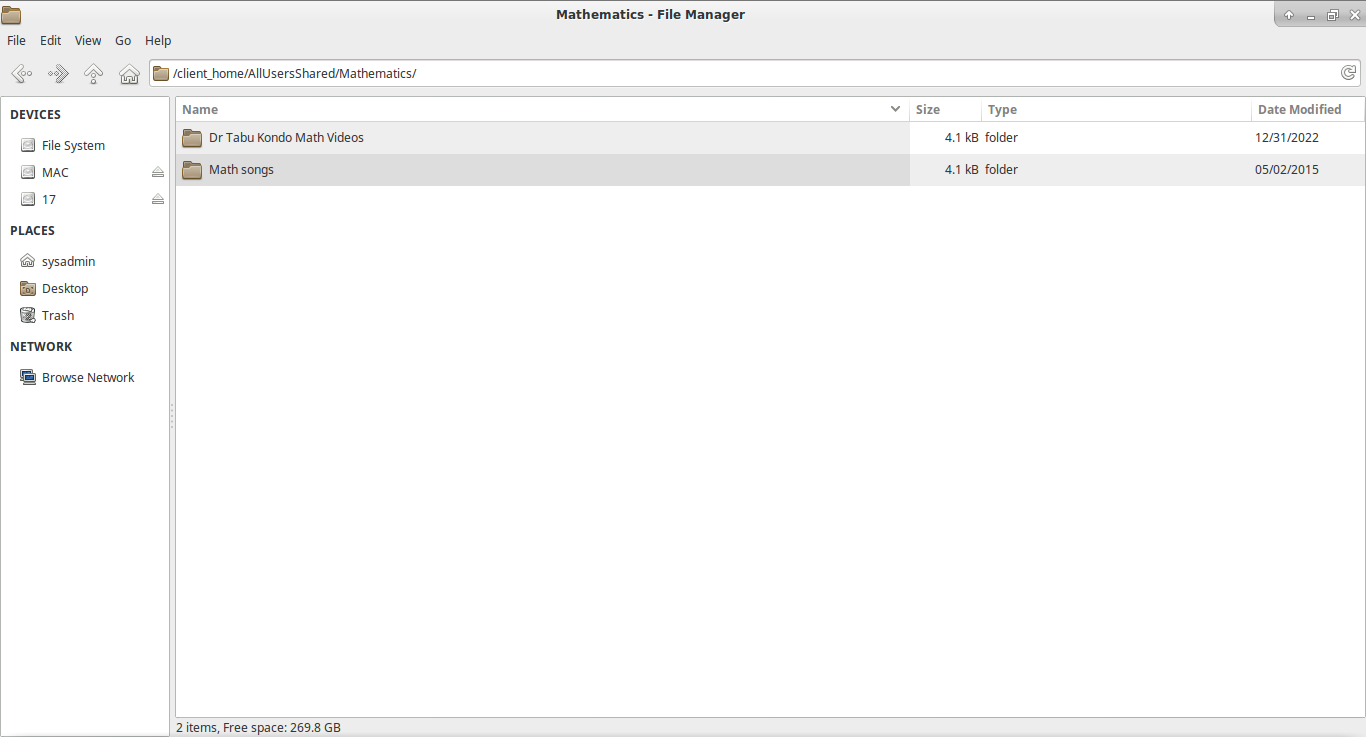 Mathematics - File Manager
File Edit View Go Help
/client_home/AllUsersShared/Mathematics/
DEVICES
File System
MAC
17
PLACES
sysadmin
Desktop
Trash
NETWORK
Browse Network
Name Size Type Date Modified
Dr Tabu Kondo Math Videos 4.1 kB folder 12/31/2022
Math songs 4.1 kB folder 05/02/2015
2 items, Free space: 269.8 GB